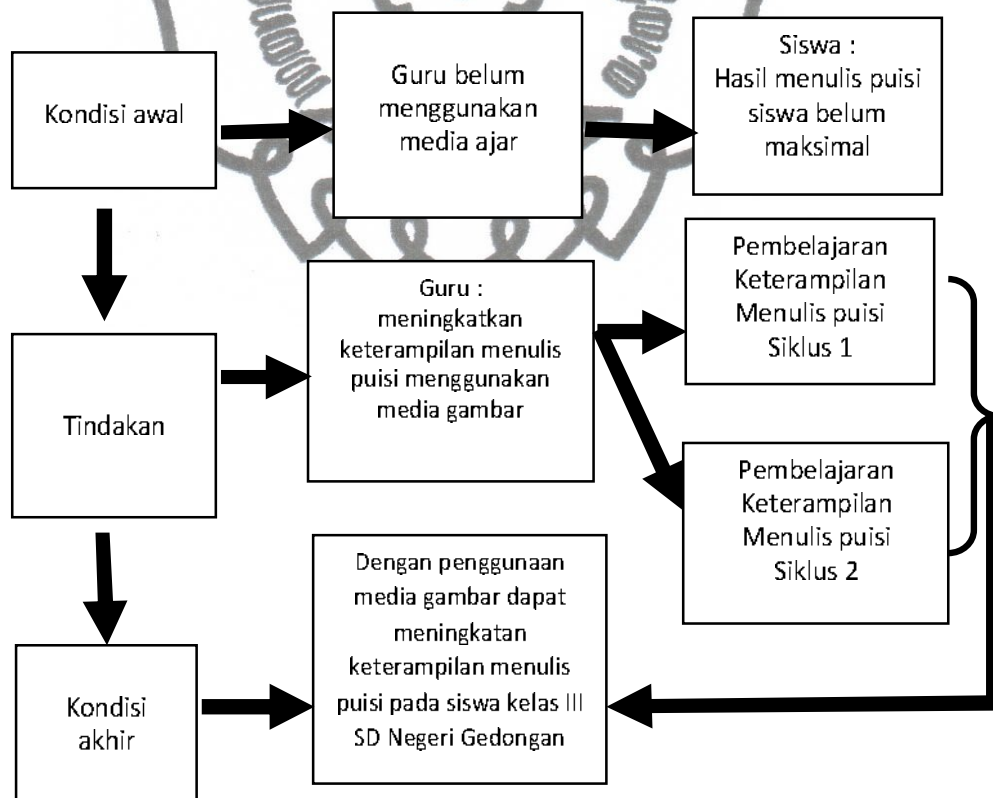 Kondisi awal
Guru belum
menggunakan
media ajar
Siswa :
Hasil menulis puisi
siswa belum
maksimal
Tindakan
Guru :
meningkatkan
keterampilan menulis
puisi menggunakan
media gambar
Pembelajaran
Keterampilan
Menulis puisi
Siklus 1
Pembelajaran
Keterampilan
Menulis puisi
Siklus 2
Kondisi
akhir
Dengan penggunaan
media gambar dapat
meningkatan
keterampilan menulis
puisi pada siswa kelas III
SD Negeri Gedongan